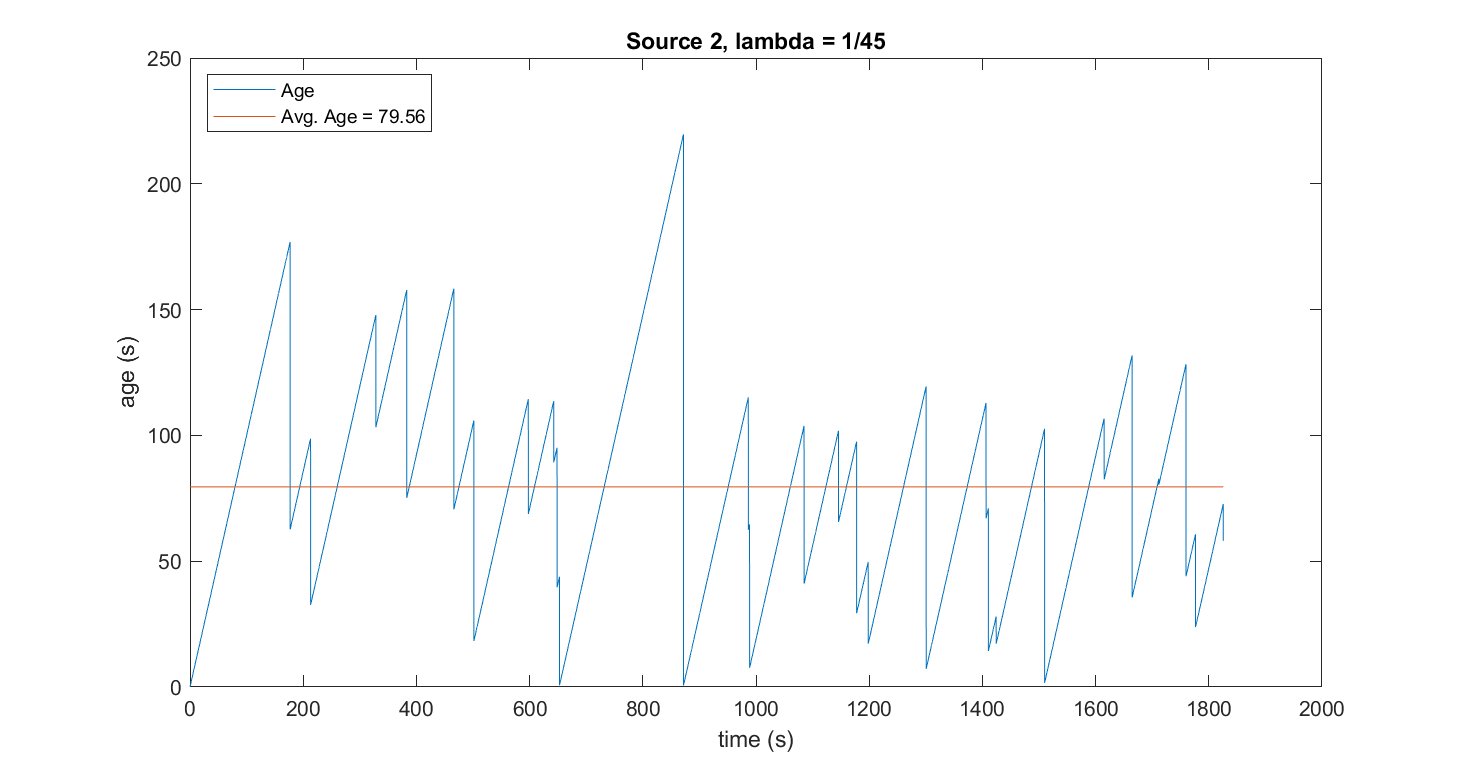 Source 2, lambda = 1/45
250
Age
Avg. Age = 79.56
200
150
age (s)
100
50
0
0 200 400 600 800 1000 1200 1400 1600 1800 2000
time (s)